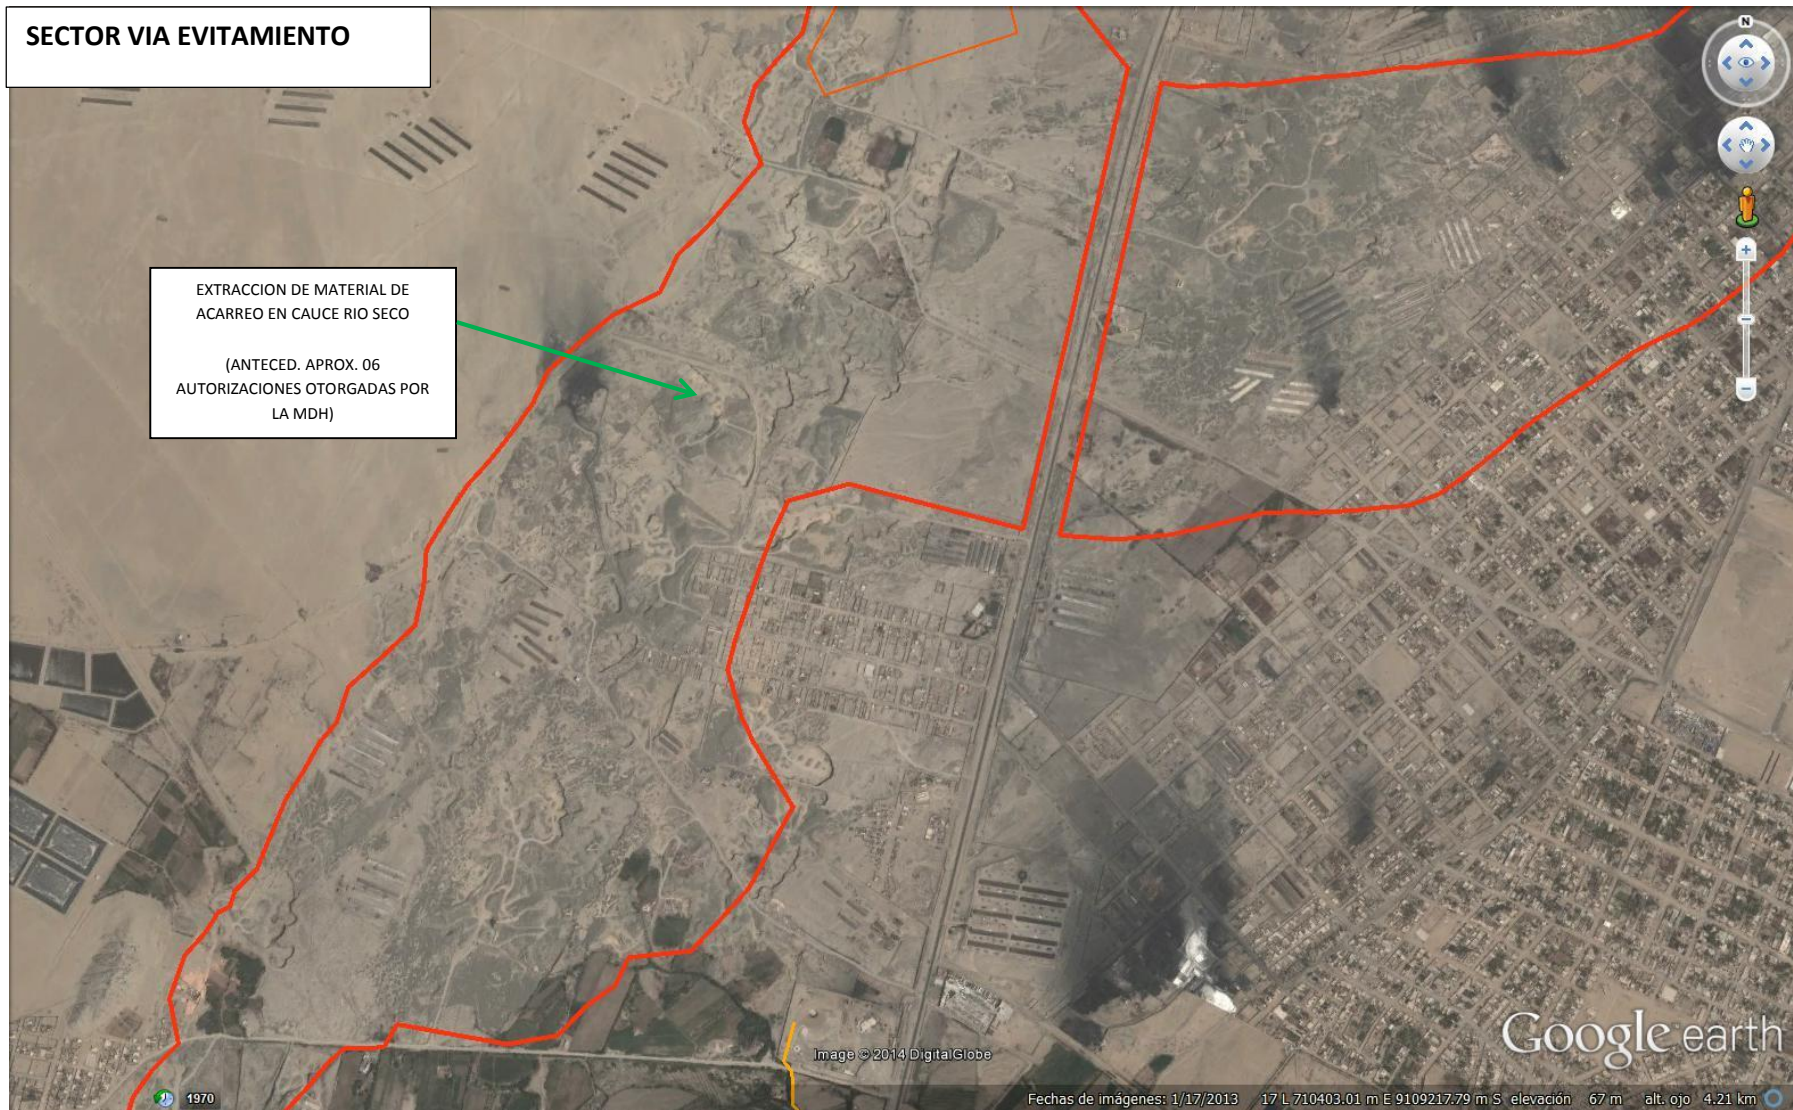 SECTOR VIA EVITAMIENTO
N
EXTRACCION DE MATERIAL DE
ACARREO EN CAUCE RIO SECO
(ANTECED. APROX. 06
AUTORIZACIONES OTORGADAS POR
LA MDH)
Google earth
Image © 2014 DigitalGlobe
1970
Fechas de imágenes: 1/17/2013 17 L 710403.01 m E 9109217.79 m S elevación 67 m alt. ojo 4.21 km